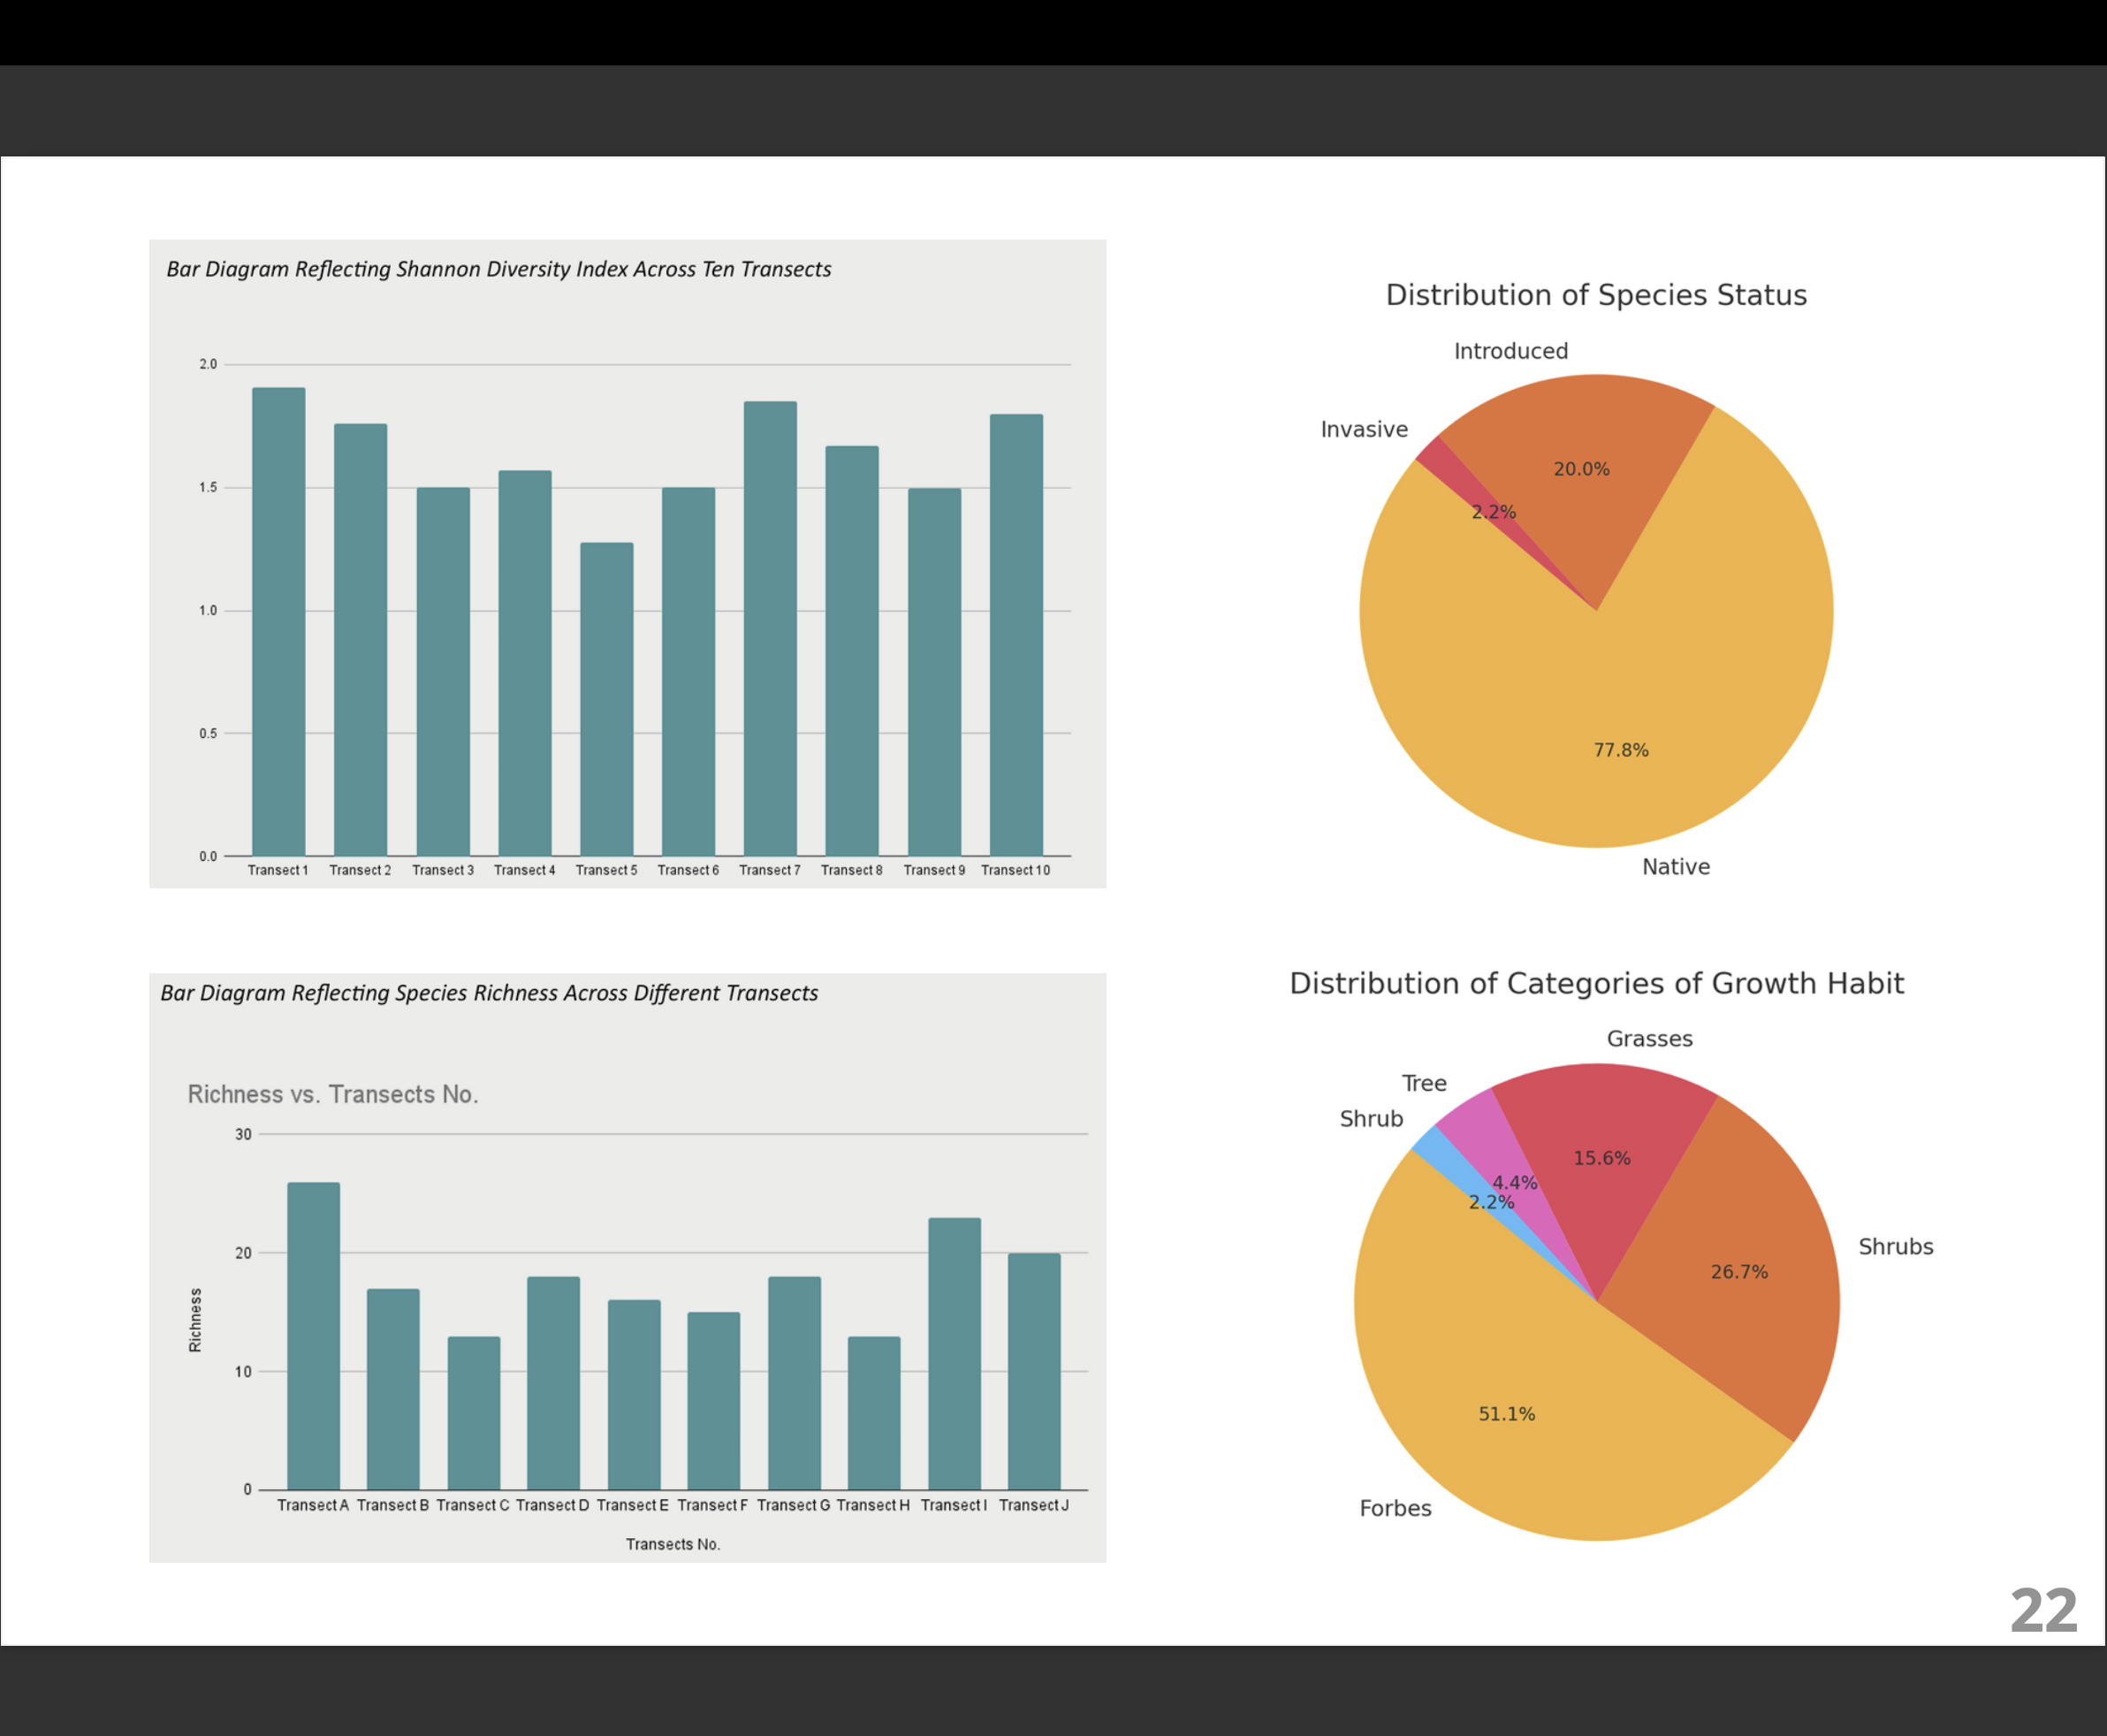 Bar Diagram Reflecting Shannon Diversity Index Across Ten Transects
2.0
1.5
1.0
0.5
0.0
Transect 1 Transect 2 Transect 3 Transect 4 Transect 5 Transect 6 Transect 7 Transect 8 Transect 9 Transect 10
Distribution of Species Status
Introduced
Invasive
20.0%
2.2%
77.8%
Native
Bar Diagram Reflecting Species Richness Across Different Transects
Richness vs. Transects No.
30
20
10
0
Richness
Transect A Transect B Transect C Transect D Transect E Transect F Transect G Transect H Transect I Transect J
Transects No.
Distribution of Categories of Growth Habit
Grasses
Tree
Shrub
15.6%
4.4%
2.2%
Shrubs
26.7%
51.1%
Forbes
22